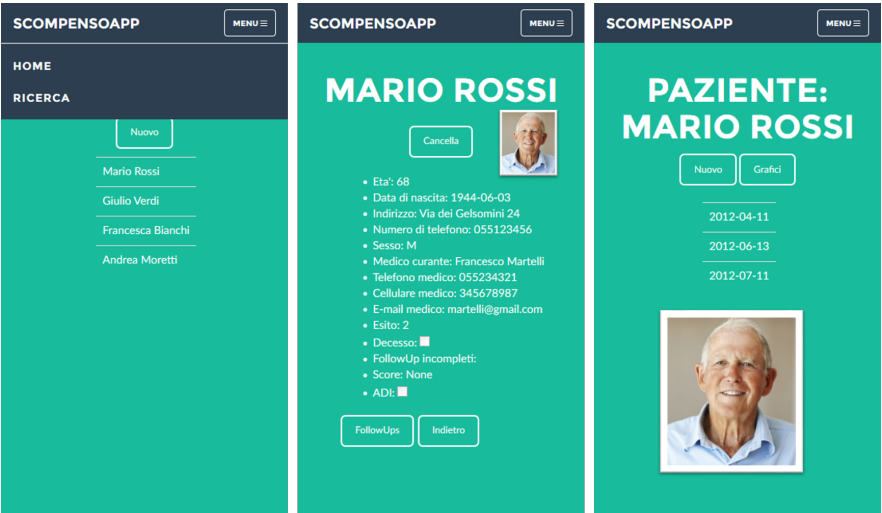 SCOMPENSOAPP
MENU ☰
HOME
RICERCA
Nuovo
Mario Rossi
Giulio Verdi
Francesca Bianchi
Andrea Moretti
SCOMPENSOAPP
MENU ☰
MARIO ROSSI
Cancella
• Eta': 68
• Data di nascita: 1944-06-03
• Indirizzo: Via dei Gelsomini 24
• Numero di telefono: 055123456
• Sesso: M
• Medico curante: Francesco Martelli
• Telefono medico: 055234321
• Cellulare medico: 345678987
• E-mail medico: martelli@gmail.com
• Esito: 2
• Decesso:
• FollowUp incompleti:
• Score: None
• ADI:
FollowUps
Indietro
SCOMPENSOAPP
MENU ☰
PAZIENTE:
MARIO ROSSI
Nuovo
Grafici
2012-04-11
2012-06-13
2012-07-11